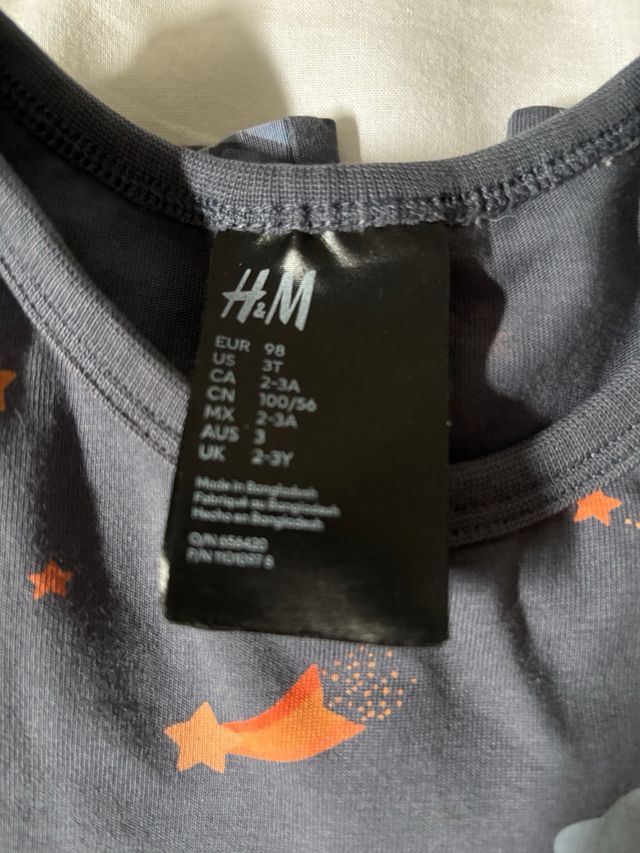 H&M
EUR 98
US 3T
CA 2-3A
CN 100/56
MX 2-3A
AUS 3
UK 2-3Y
Made in Bangladesh
Fabriqué au Bangladesh
Hecho en Bangladesh
O/N 656420